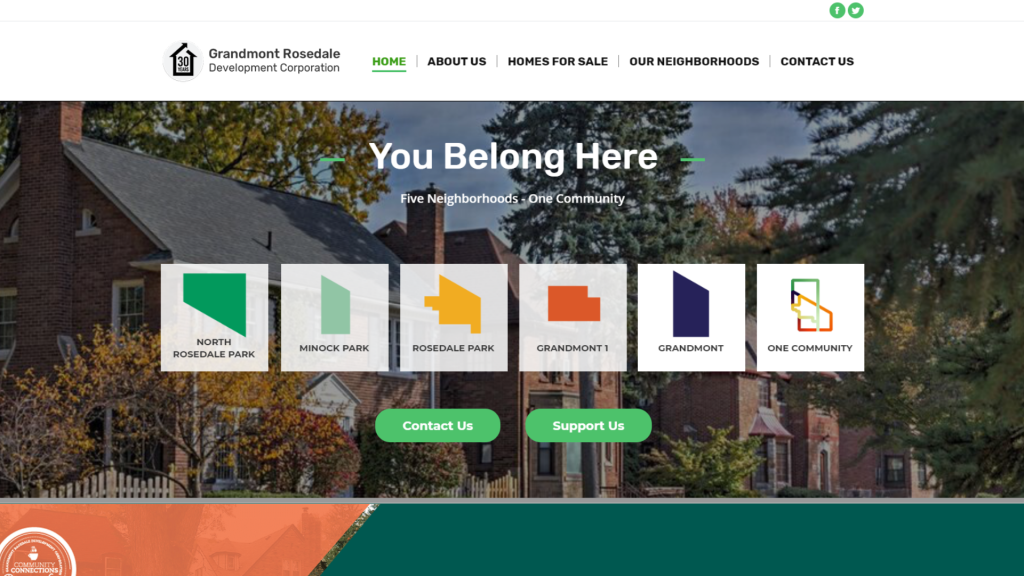 30
YEARS
Grandmont Rosedale
Development Corporation
HOME
ABOUT US
HOMES FOR SALE
OUR NEIGHBORHOODS
CONTACT US
You Belong Here
Five Neighborhoods - One Community
NORTH
ROSEDALE PARK
MINOCK PARK
ROSEDALE PARK
GRANDMONT 1
GRANDMONT
ONE COMMUNITY
Contact Us
Support Us
COMMUNITY
CONNECTIONS